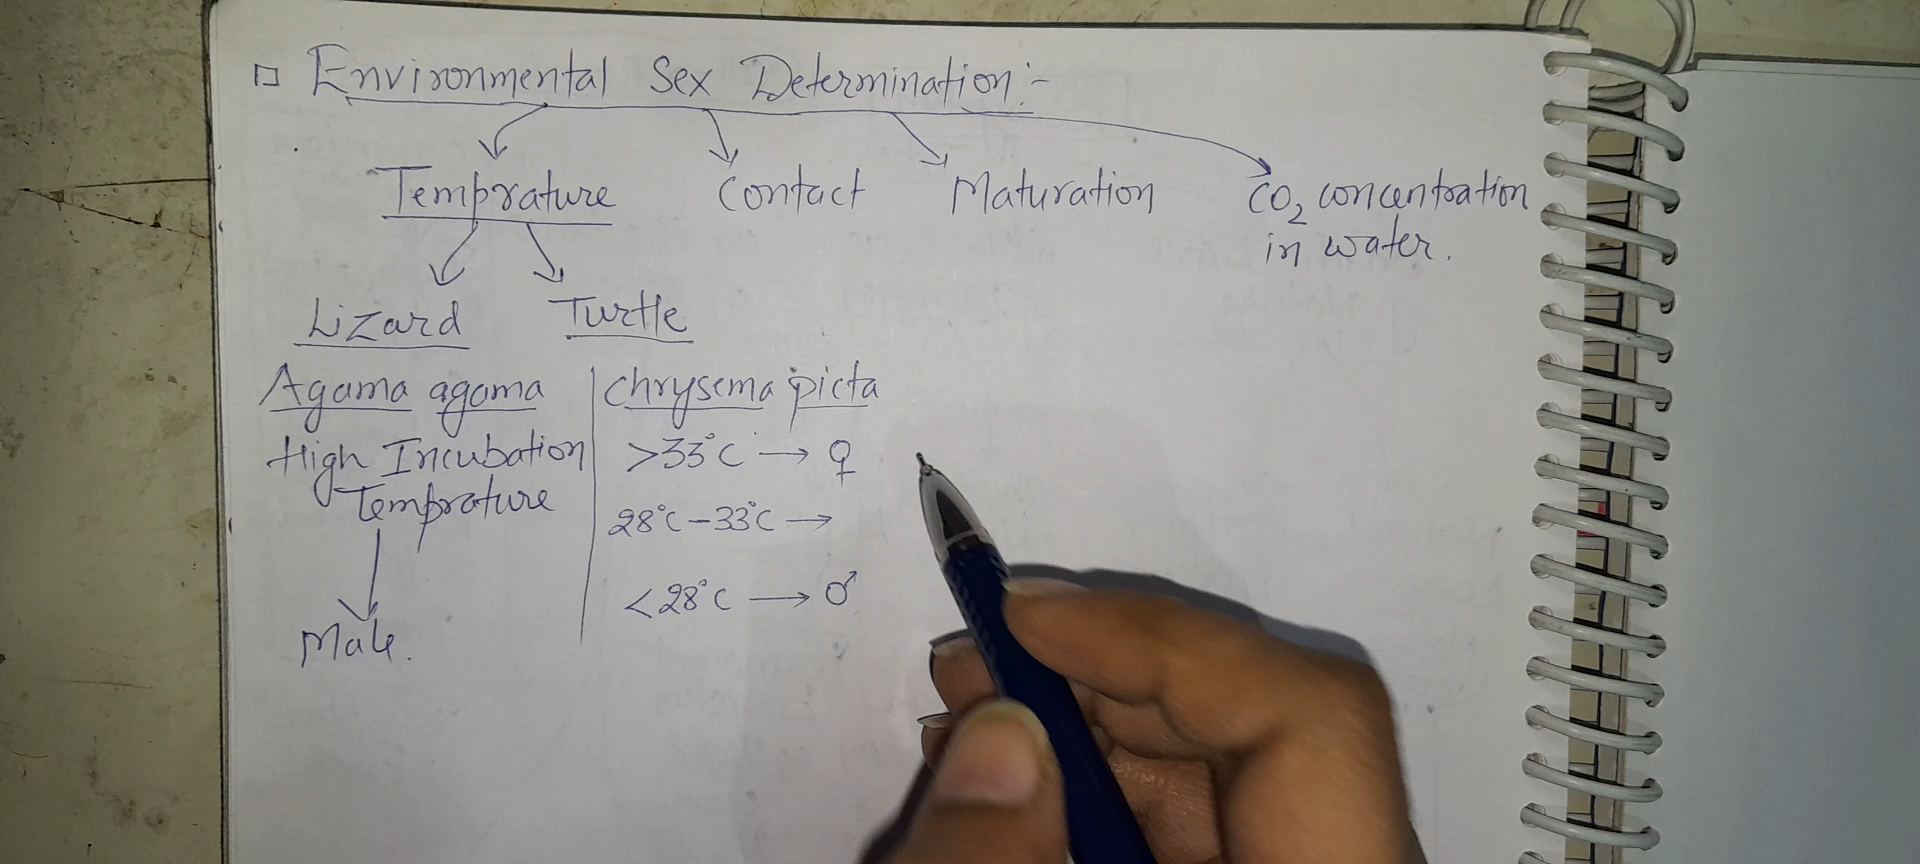 □ Environmental Sex Determination:-
Temprature Contact Maturation CO₂ concentration
in water.
Lizard Turtle
Agama agama Chrysema picta
High Incubation >33°C → ♀
Temprature 28°C-33°C →
<28°C → ♂
Male.